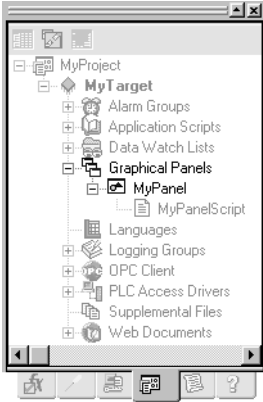 MyProject
MyTarget
Alarm Groups
Application Scripts
Data Watch Lists
Graphical Panels
MyPanel
MyPanelScript
Languages
Logging Groups
OPC Client
PLC Access Drivers
Supplemental Files
Web Documents